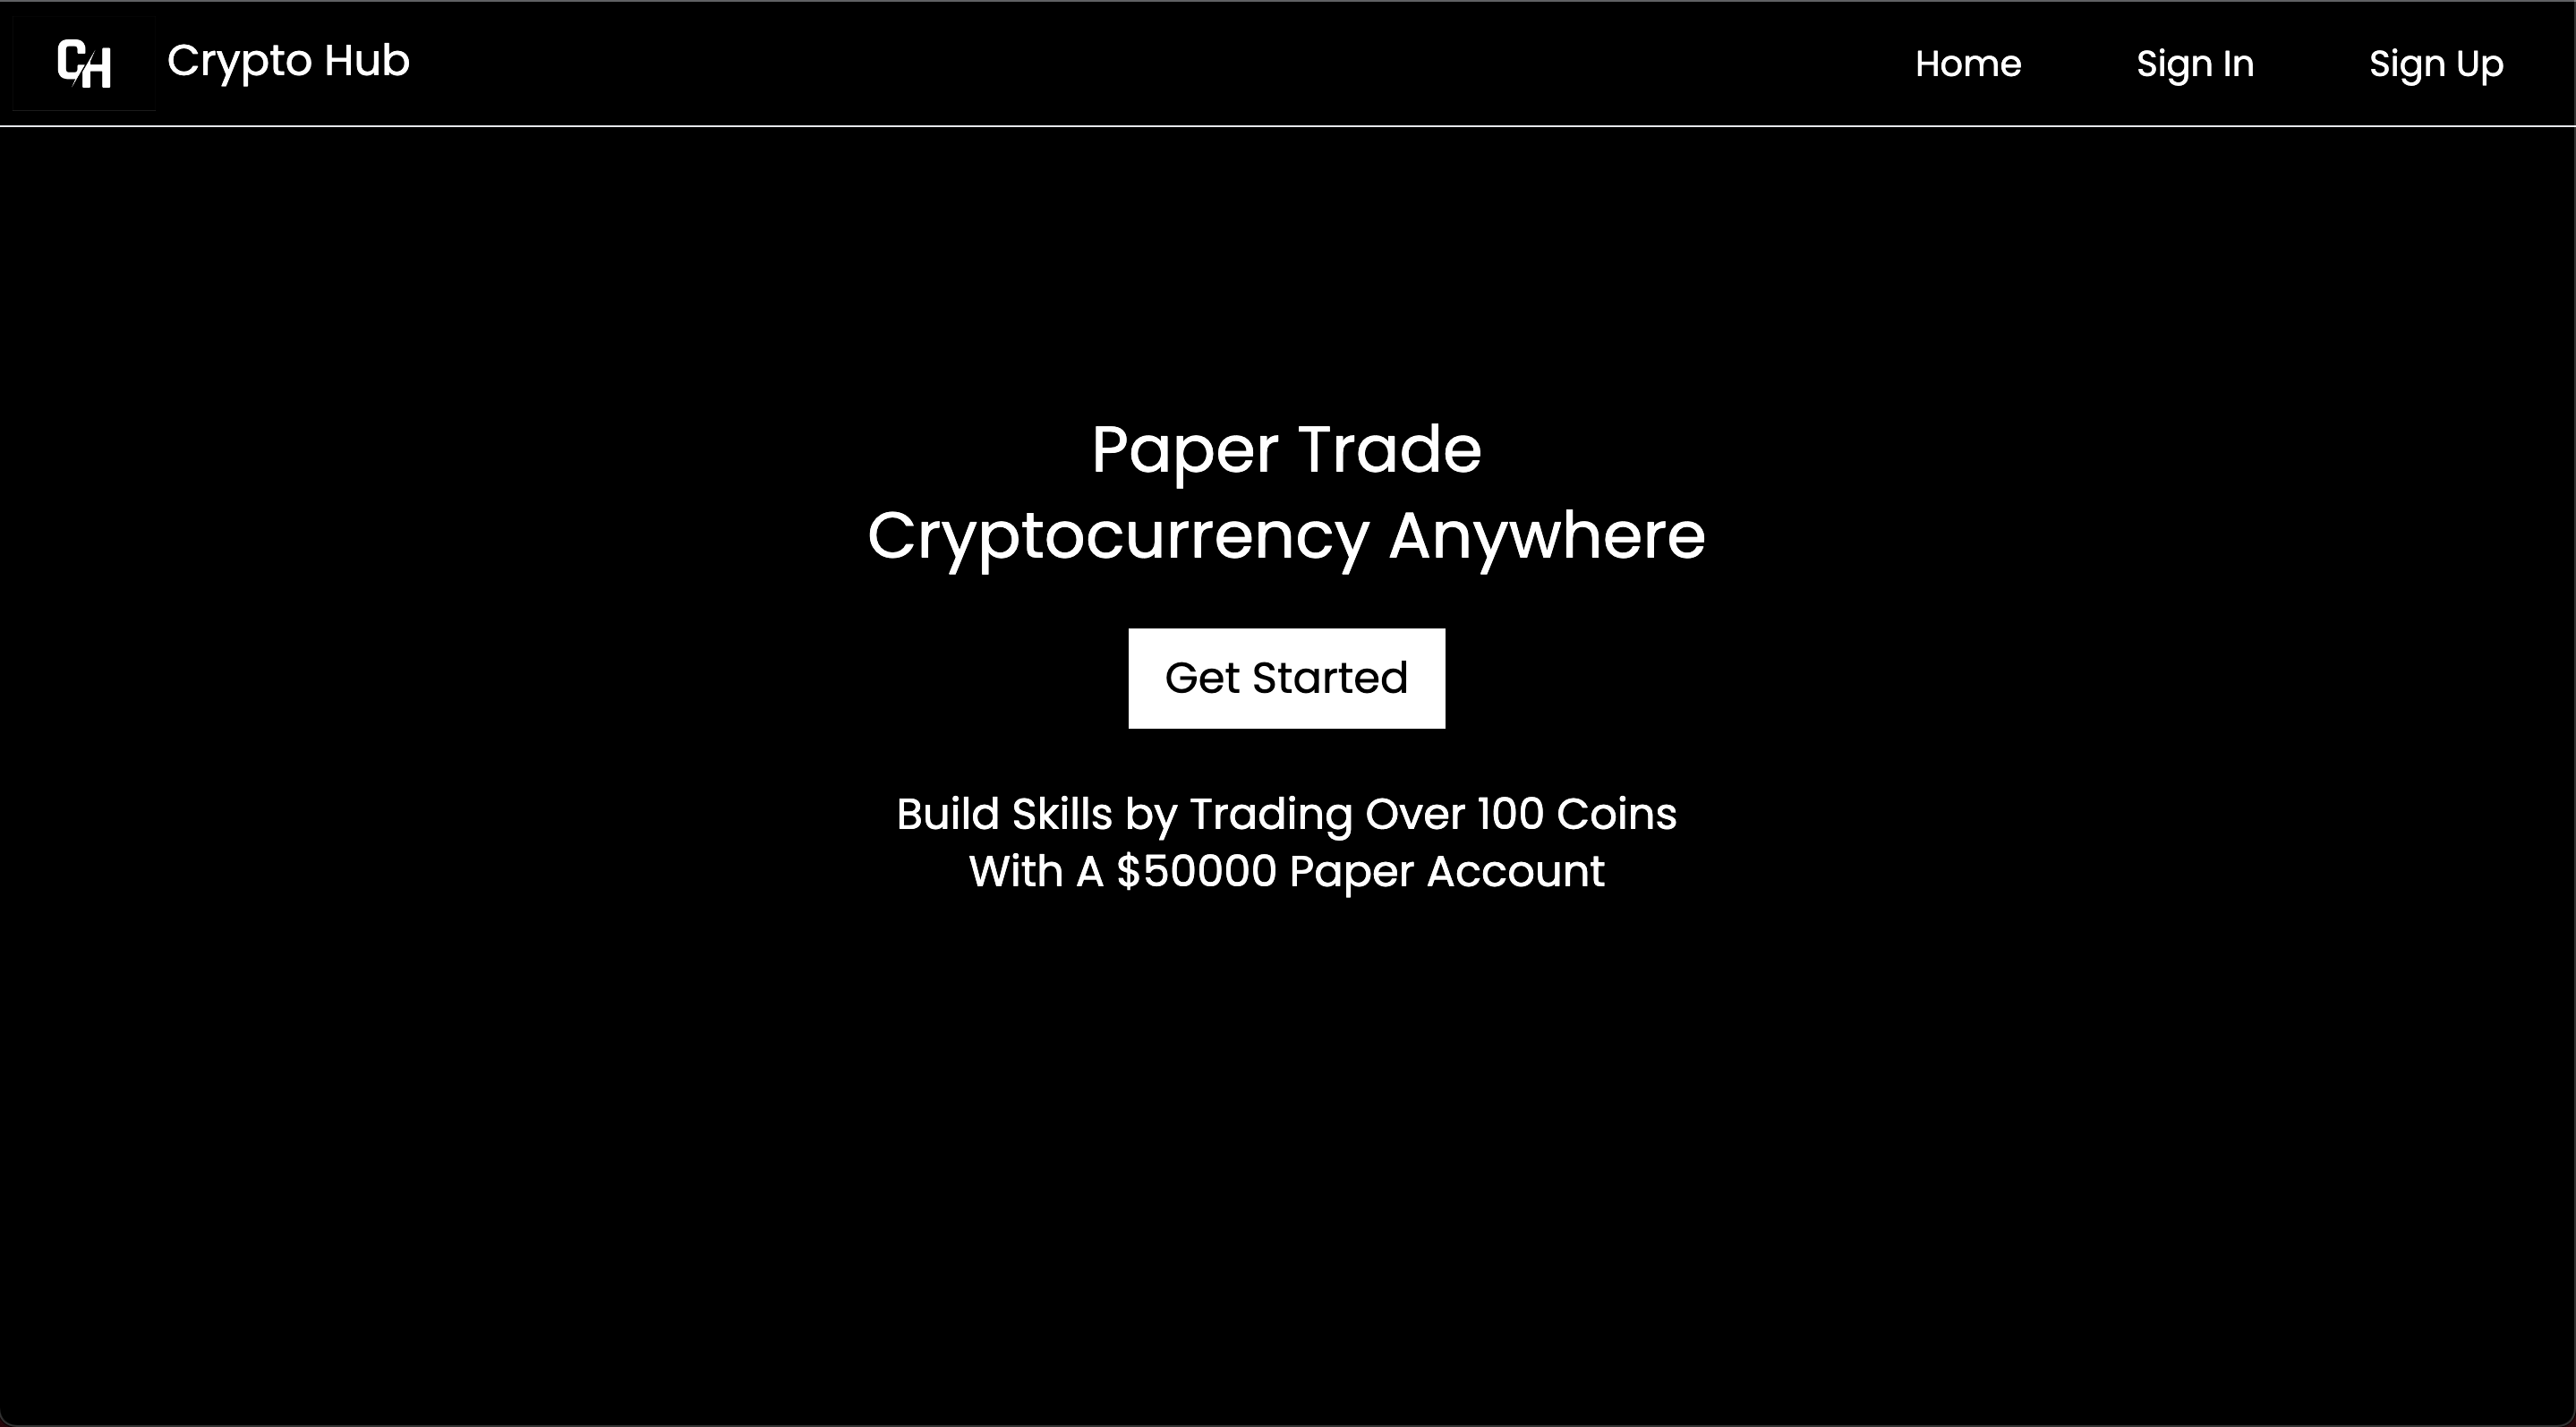 CH Crypto Hub Home Sign In Sign Up
Paper Trade
Cryptocurrency Anywhere
Get Started
Build Skills by Trading Over 100 Coins
With A $50000 Paper Account